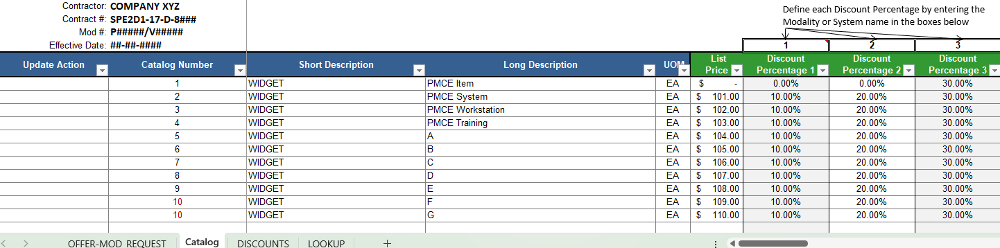 Contractor: COMPANY XYZ
Contract #: SPE2D1-17-D-8###
Mod #: P#####/V#####
Effective Date: ##-##-####
Define each Discount Percentage by entering the
Modality or System name in the boxes below
1 2 3
Update Action Catalog Number Short Description Long Description UOM List Price Discount Percentage 1 Discount Percentage 2 Discount Percentage 3
1 WIDGET PMCE Item EA $ - 0.00% 0.00% 30.00%
2 WIDGET PMCE System EA $ 101.00 10.00% 20.00% 30.00%
3 WIDGET PMCE Workstation EA $ 102.00 10.00% 20.00% 30.00%
4 WIDGET PMCE Training EA $ 103.00 10.00% 20.00% 30.00%
5 WIDGET A EA $ 104.00 10.00% 20.00% 30.00%
6 WIDGET B EA $ 105.00 10.00% 20.00% 30.00%
7 WIDGET C EA $ 106.00 10.00% 20.00% 30.00%
8 WIDGET D EA $ 107.00 10.00% 20.00% 30.00%
9 WIDGET E EA $ 108.00 10.00% 20.00% 30.00%
10 WIDGET F EA $ 109.00 10.00% 20.00% 30.00%
10 WIDGET G EA $ 110.00 10.00% 20.00% 30.00%
OFFER-MOD REQUEST Catalog DISCOUNTS LOOKUP +